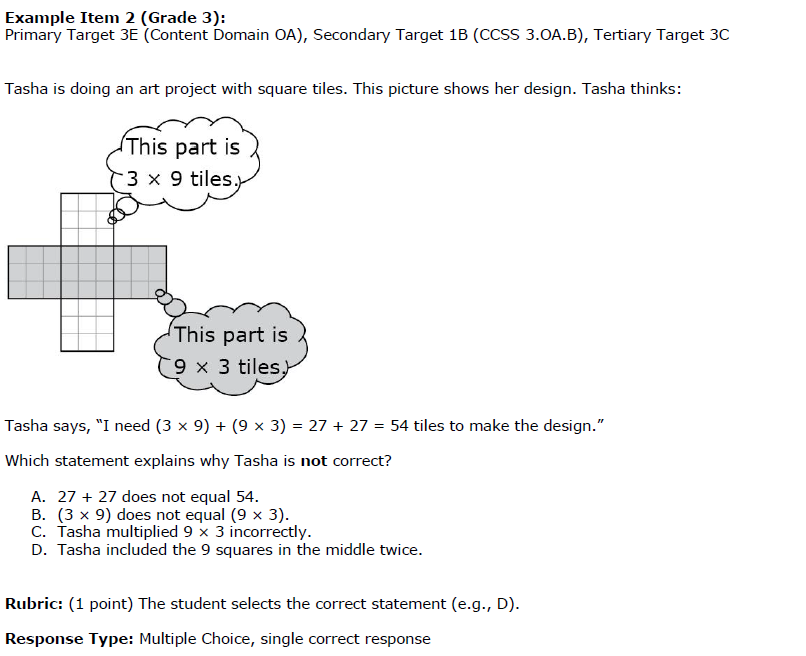 Example Item 2 (Grade 3):
Primary Target 3E (Content Domain OA), Secondary Target 1B (CCSS 3.OA.B), Tertiary Target 3C
Tasha is doing an art project with square tiles. This picture shows her design. Tasha thinks:
This part is
3 × 9 tiles.
This part is
9 × 3 tiles.
Tasha says, “I need (3 × 9) + (9 × 3) = 27 + 27 = 54 tiles to make the design.”
Which statement explains why Tasha is not correct?
A. 27 + 27 does not equal 54.
B. (3 × 9) does not equal (9 × 3).
C. Tasha multiplied 9 × 3 incorrectly.
D. Tasha included the 9 squares in the middle twice.
Rubric: (1 point) The student selects the correct statement (e.g., D).
Response Type: Multiple Choice, single correct response